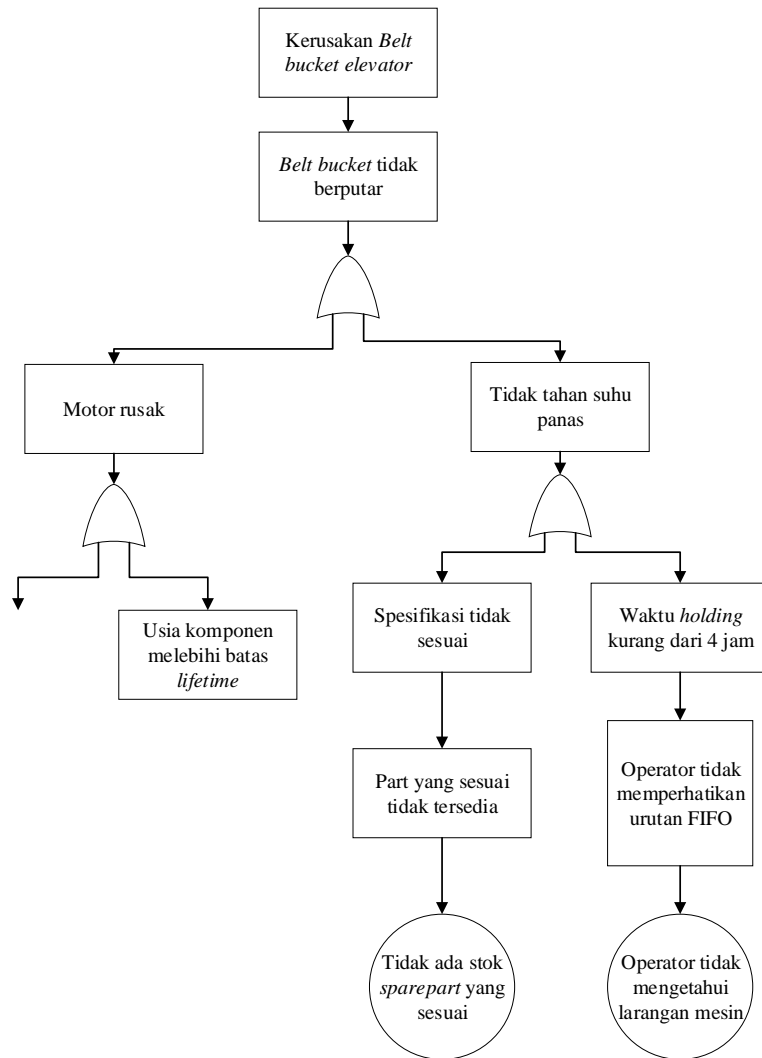 Kerusakan Belt
bucket elevator
Belt bucket tidak
berputar
Motor rusak
Tidak tahan suhu
panas
Usia komponen
melebihi batas
lifetime
Spesifikasi tidak
sesuai
Waktu holding
kurang dari 4 jam
Part yang sesuai
tidak tersedia
Operator tidak
memperhatikan
urutan FIFO
Tidak ada stok
sparepart yang
sesuai
Operator tidak
mengetahui
larangan mesin